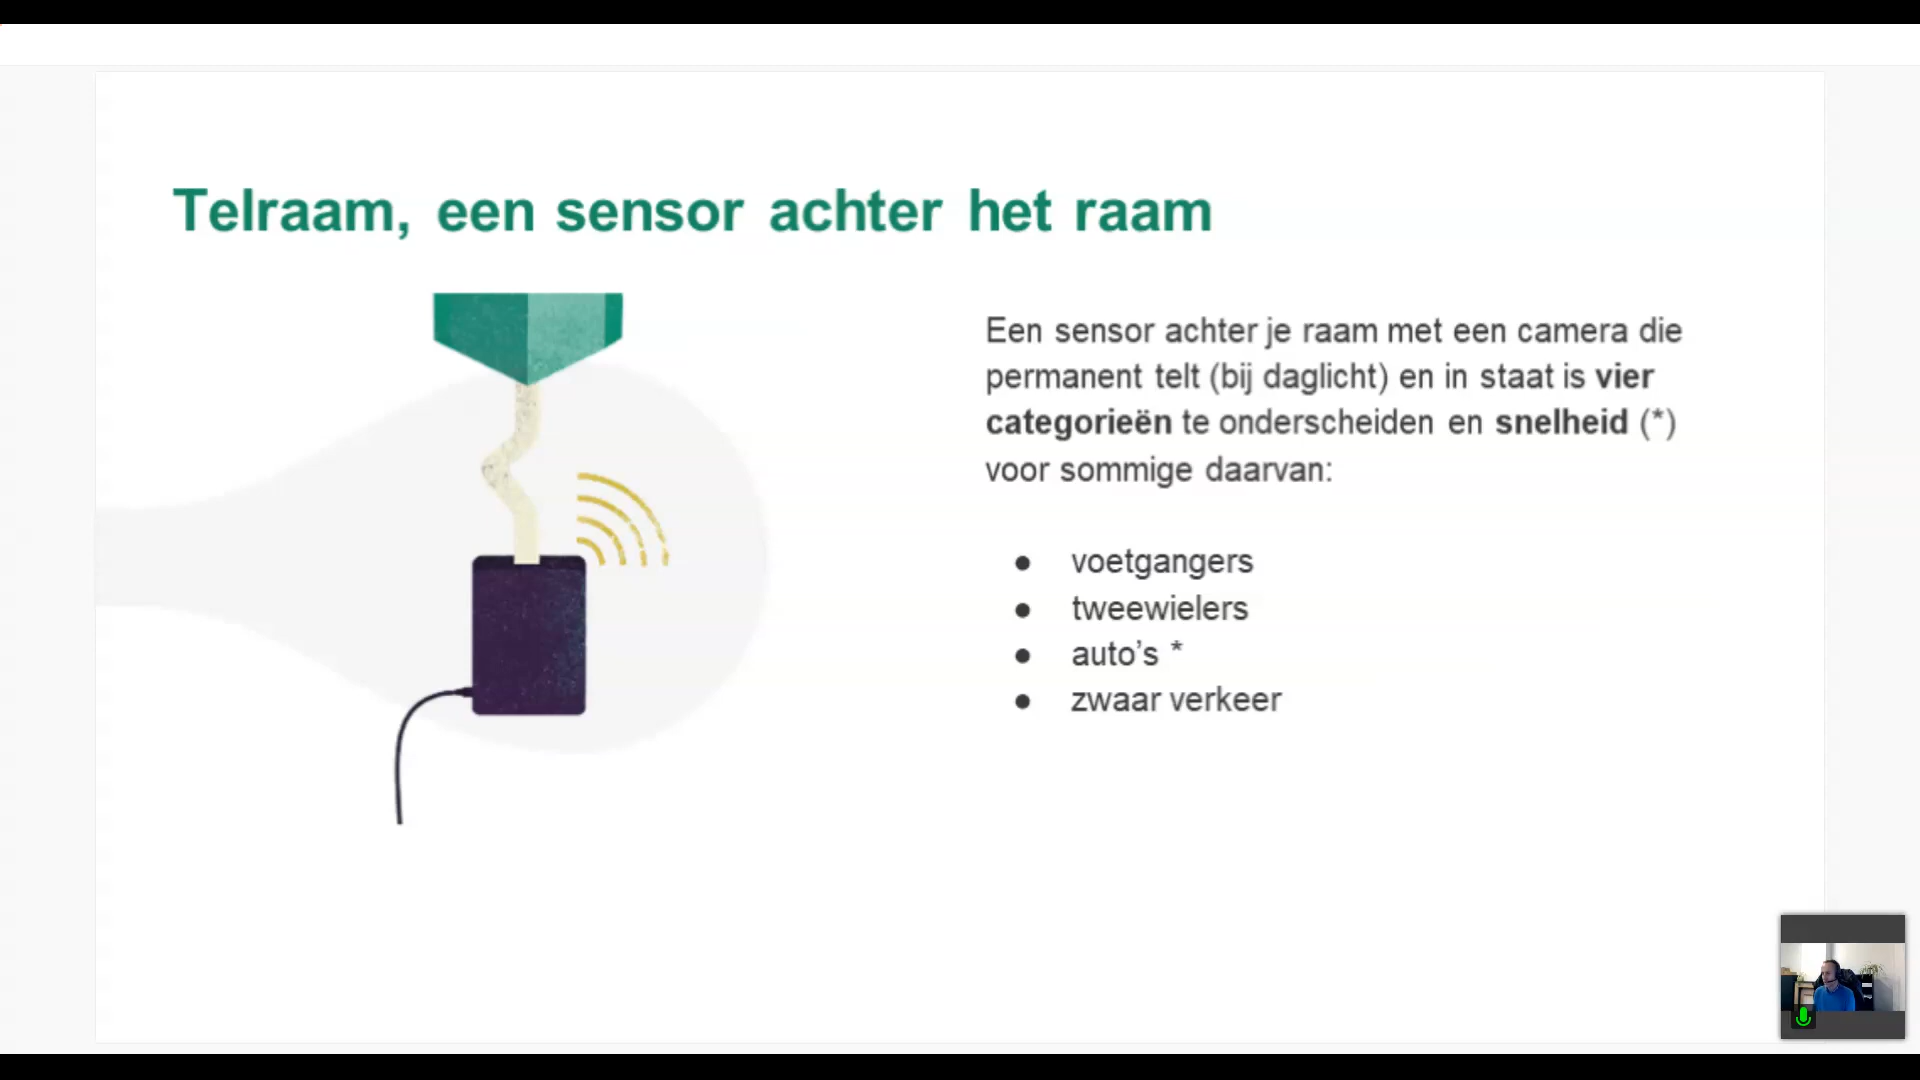 Telraam, een sensor achter het raam
Een sensor achter je raam met een camera die
permanent telt (bij daglicht) en in staat is vier
categorieën te onderscheiden en snelheid (*)
voor sommige daarvan:
● voetgangers
● tweewielers
● auto’s *
● zwaar verkeer